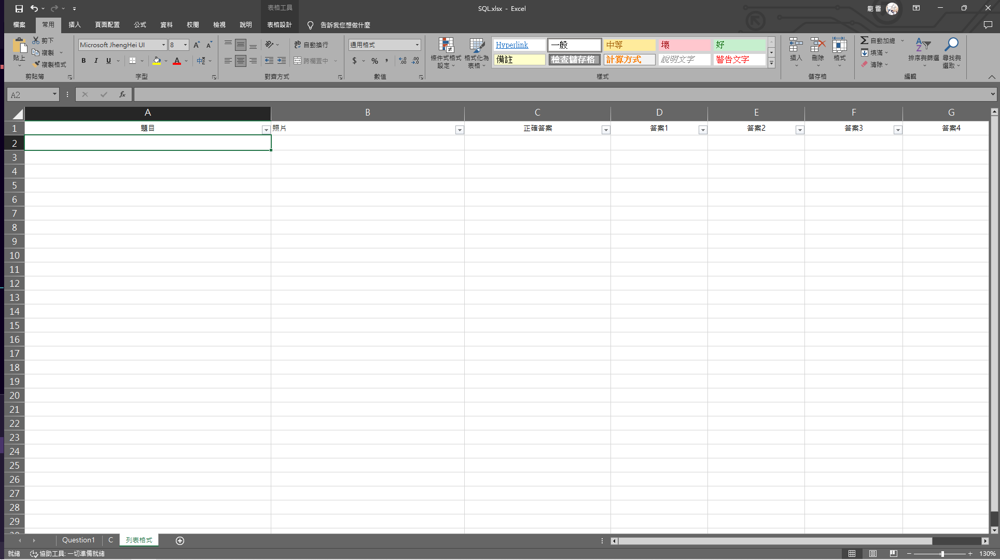 表格工具
SQL.xlsx - Excel
龍 雷
檔案 常用 插入 頁面配置 公式 資料 校閱 檢視 說明 表格設計 告訴我您想做什麼
貼上
剪下
複製
複製格式
剪貼簿
Microsoft JhengHei UI 8
B I U
字型
自動換行
跨欄置中
對齊方式
通用格式
$ % ,
數值
條件式格式設定
格式化為表格
Hyperlink 一般 中等 壞 好
備註 檢查儲存格 計算方式 說明文字 警告文字
樣式
插入 刪除 格式
儲存格
自動加總
填滿
清除
排序與篩選
尋找與選取
編輯
A2
fx
A B C D E F G
1 題目 照片 正確答案 答案1 答案2 答案3 答案4
2
3
4
5
6
7
8
9
10
11
12
13
14
15
16
17
18
19
20
21
22
23
24
25
26
27
28
29
Question1 C 列表格式
就緒 協助工具: 一切準備就緒 130%